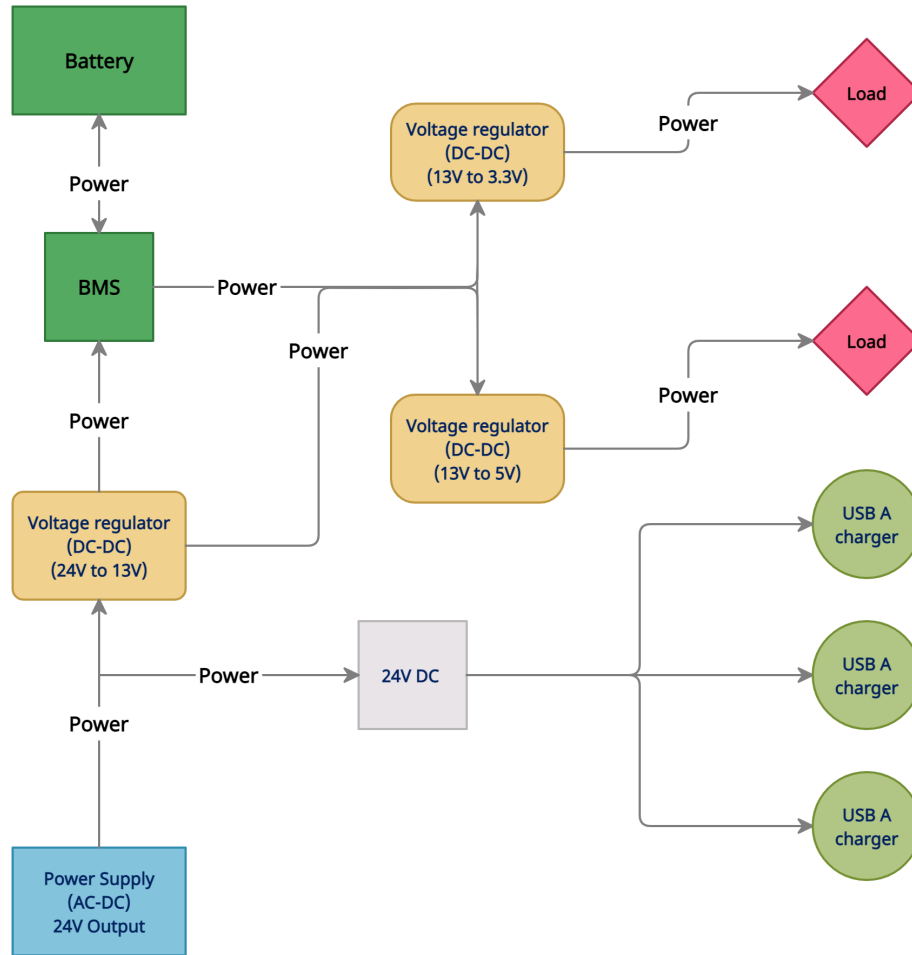 Battery
Power
BMS
Power
Voltage regulator
(DC-DC)
(24V to 13V)
Power
Power
Power Supply
(AC-DC)
24V Output
Power
Power
Voltage regulator
(DC-DC)
(13V to 3.3V)
Power
Load
Voltage regulator
(DC-DC)
(13V to 5V)
Power
Load
24V DC
USB A
charger
USB A
charger
USB A
charger